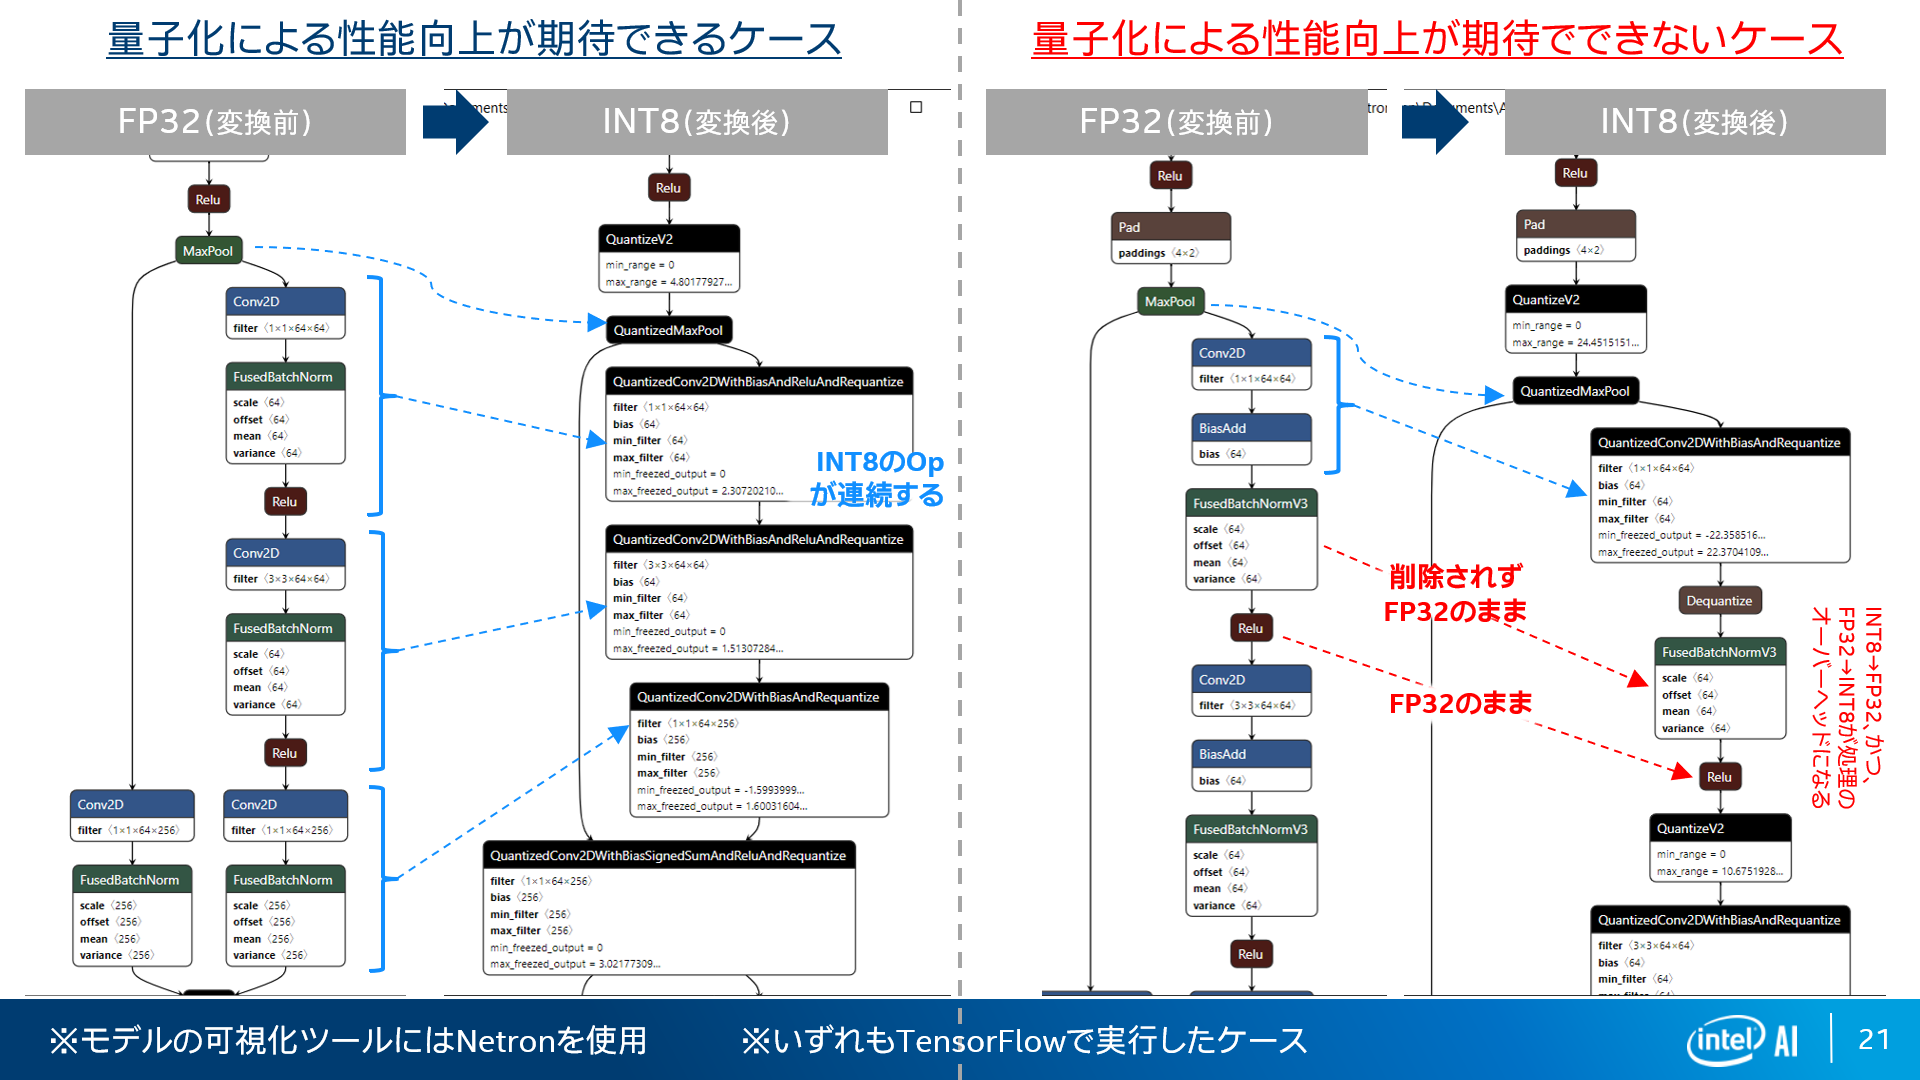 量子化による性能向上が期待できるケース
FP32(変換前)
INT8(変換後)
Relu
MaxPool
Conv2D
filter 〈1×1×64×64〉
FusedBatchNorm
scale 〈64〉
offset 〈64〉
mean 〈64〉
variance 〈64〉
Relu
Conv2D
filter 〈3×3×64×64〉
FusedBatchNorm
scale 〈64〉
offset 〈64〉
mean 〈64〉
variance 〈64〉
Relu
Conv2D
filter 〈1×1×64×256〉
FusedBatchNorm
scale 〈256〉
offset 〈256〉
mean 〈256〉
variance 〈256〉
Conv2D
filter 〈1×1×64×256〉
FusedBatchNorm
scale 〈256〉
offset 〈256〉
mean 〈256〉
variance 〈256〉
Relu
QuantizeV2
min_range = 0
max_range = 4.80177927...
QuantizedMaxPool
QuantizedConv2DWithBiasAndReluAndRequantize
filter 〈1×1×64×64〉
bias 〈64〉
min_filter 〈64〉
max_filter 〈64〉
min_freezed_output = 0
max_freezed_output = 2.30720210...
INT8のOp
が連続する
QuantizedConv2DWithBiasAndReluAndRequantize
filter 〈3×3×64×64〉
bias 〈64〉
min_filter 〈64〉
max_filter 〈64〉
min_freezed_output = 0
max_freezed_output = 1.51307284...
QuantizedConv2DWithBiasAndRequantize
filter 〈1×1×64×256〉
bias 〈256〉
min_filter 〈256〉
max_filter 〈256〉
min_freezed_output = -1.5993999...
max_freezed_output = 1.60031604...
QuantizedConv2DWithBiasSignedSumAndReluAndRequantize
filter 〈1×1×64×256〉
bias 〈256〉
min_filter 〈256〉
max_filter 〈256〉
min_freezed_output = 0
max_freezed_output = 3.02177309...
量子化による性能向上が期待でできないケース
FP32(変換前)
INT8(変換後)
Relu
Pad
paddings 〈4×2〉
MaxPool
Conv2D
filter 〈1×1×64×64〉
BiasAdd
bias 〈64〉
FusedBatchNormV3
scale 〈64〉
offset 〈64〉
mean 〈64〉
variance 〈64〉
Relu
Conv2D
filter 〈3×3×64×64〉
BiasAdd
bias 〈64〉
FusedBatchNormV3
scale 〈64〉
offset 〈64〉
mean 〈64〉
variance 〈64〉
Relu
削除されず
FP32のまま
FP32のまま
Relu
Pad
paddings 〈4×2〉
QuantizeV2
min_range = 0
max_range = 24.4515151...
QuantizedMaxPool
QuantizedConv2DWithBiasAndRequantize
filter 〈1×1×64×64〉
bias 〈64〉
min_filter 〈64〉
max_filter 〈64〉
min_freezed_output = -22.358516...
max_freezed_output = 22.3704109...
Dequantize
FusedBatchNormV3
scale 〈64〉
offset 〈64〉
mean 〈64〉
variance 〈64〉
Relu
QuantizeV2
min_range = 0
max_range = 10.6751928...
QuantizedConv2DWithBiasAndRequantize
filter 〈3×3×64×64〉
bias 〈64〉
min_filter 〈64〉
INT8→FP32、かつ、
FP32→INT8が処理の
オーバーヘッドになる
※モデルの可視化ツールにはNetronを使用
※いずれもTensorFlowで実行したケース
intel AI
21